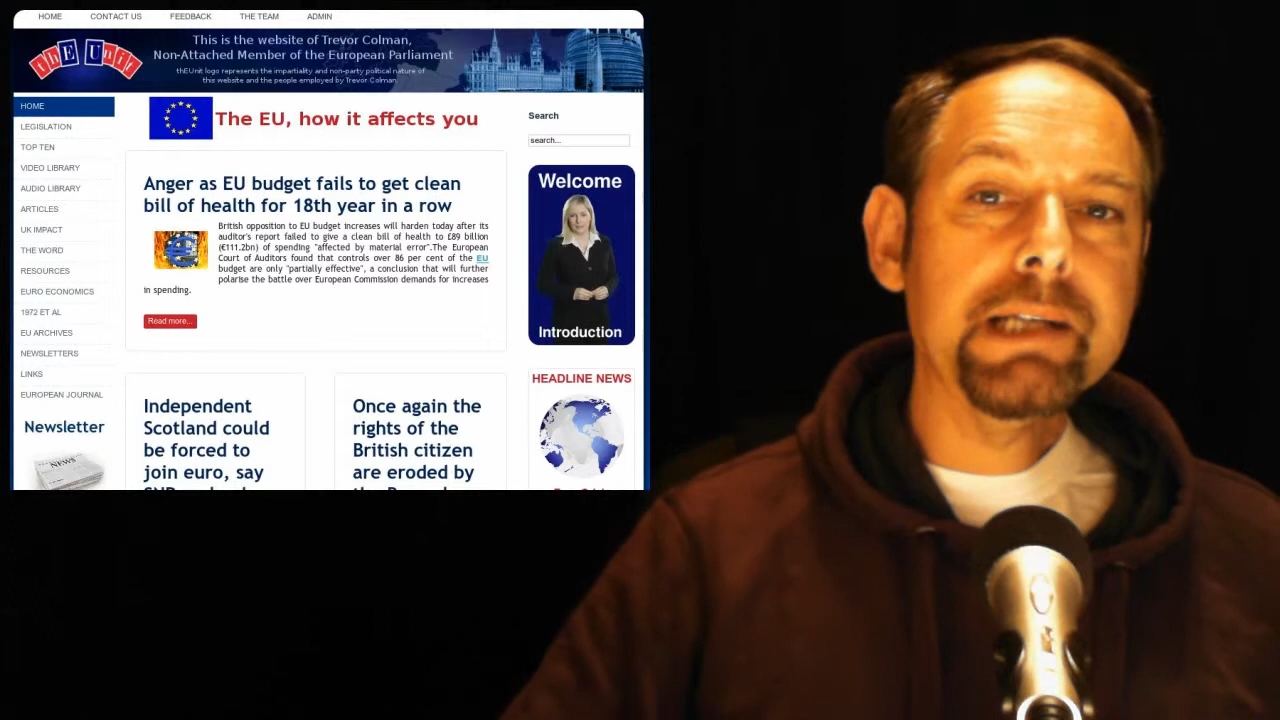 HOME CONTACT US FEEDBACK THE TEAM ADMIN
thEUnit
This is the website of Trevor Colman,
Non-Attached Member of the European Parliament
thEUnit logo represents the impartiality and non-party political nature of
this website and the people employed by Trevor Colman.
HOME
LEGISLATION
TOP TEN
VIDEO LIBRARY
AUDIO LIBRARY
ARTICLES
UK IMPACT
THE WORD
RESOURCES
EURO ECONOMICS
1972 ET AL
EU ARCHIVES
NEWSLETTERS
LINKS
EUROPEAN JOURNAL
Newsletter
NEWS
The EU, how it affects you
Anger as EU budget fails to get clean
bill of health for 18th year in a row
British opposition to EU budget increases will harden today after its
auditor's report failed to give a clean bill of health to £89 billion
(€111.2bn) of spending "affected by material error".The European
Court of Auditors found that controls over 86 per cent of the EU
budget are only "partially effective", a conclusion that will further
polarise the battle over European Commission demands for increases
in spending.
Read more...
Independent
Scotland could
be forced to
join euro, say
Once again the
rights of the
British citizen
are eroded by
Search
search...
Welcome
Introduction
HEADLINE NEWS